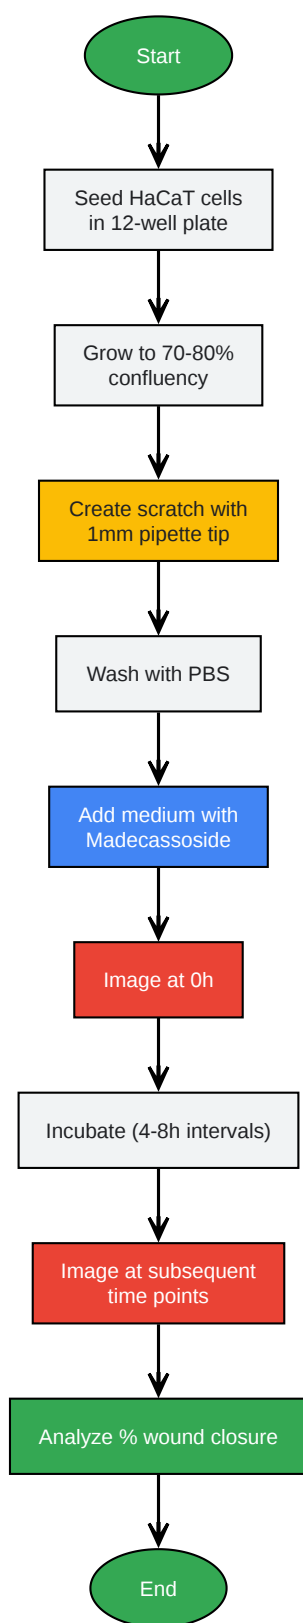 Start
Seed HaCaT cells
in 12-well plate
Grow to 70-80%
confluency
Create scratch with
1mm pipette tip
Wash with PBS
Add medium with
Madecassoside
Image at 0h
Incubate (4-8h intervals)
Image at subsequent
time points
Analyze % wound closure
End